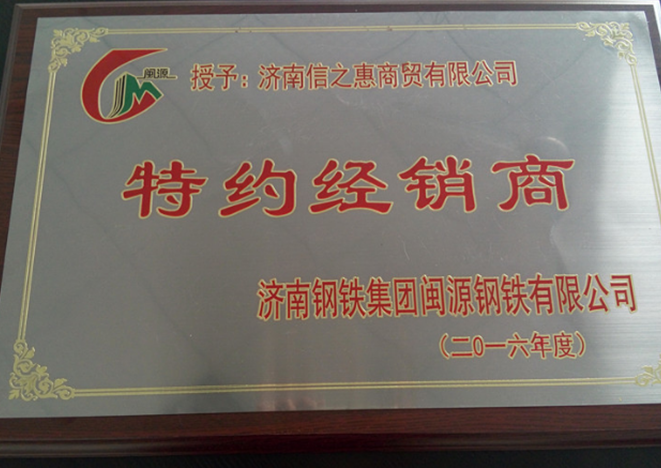 闽源
授予：济南信之惠商贸有限公司
特约经销商
济南钢铁集团闽源钢铁有限公司
（二0一六年度）